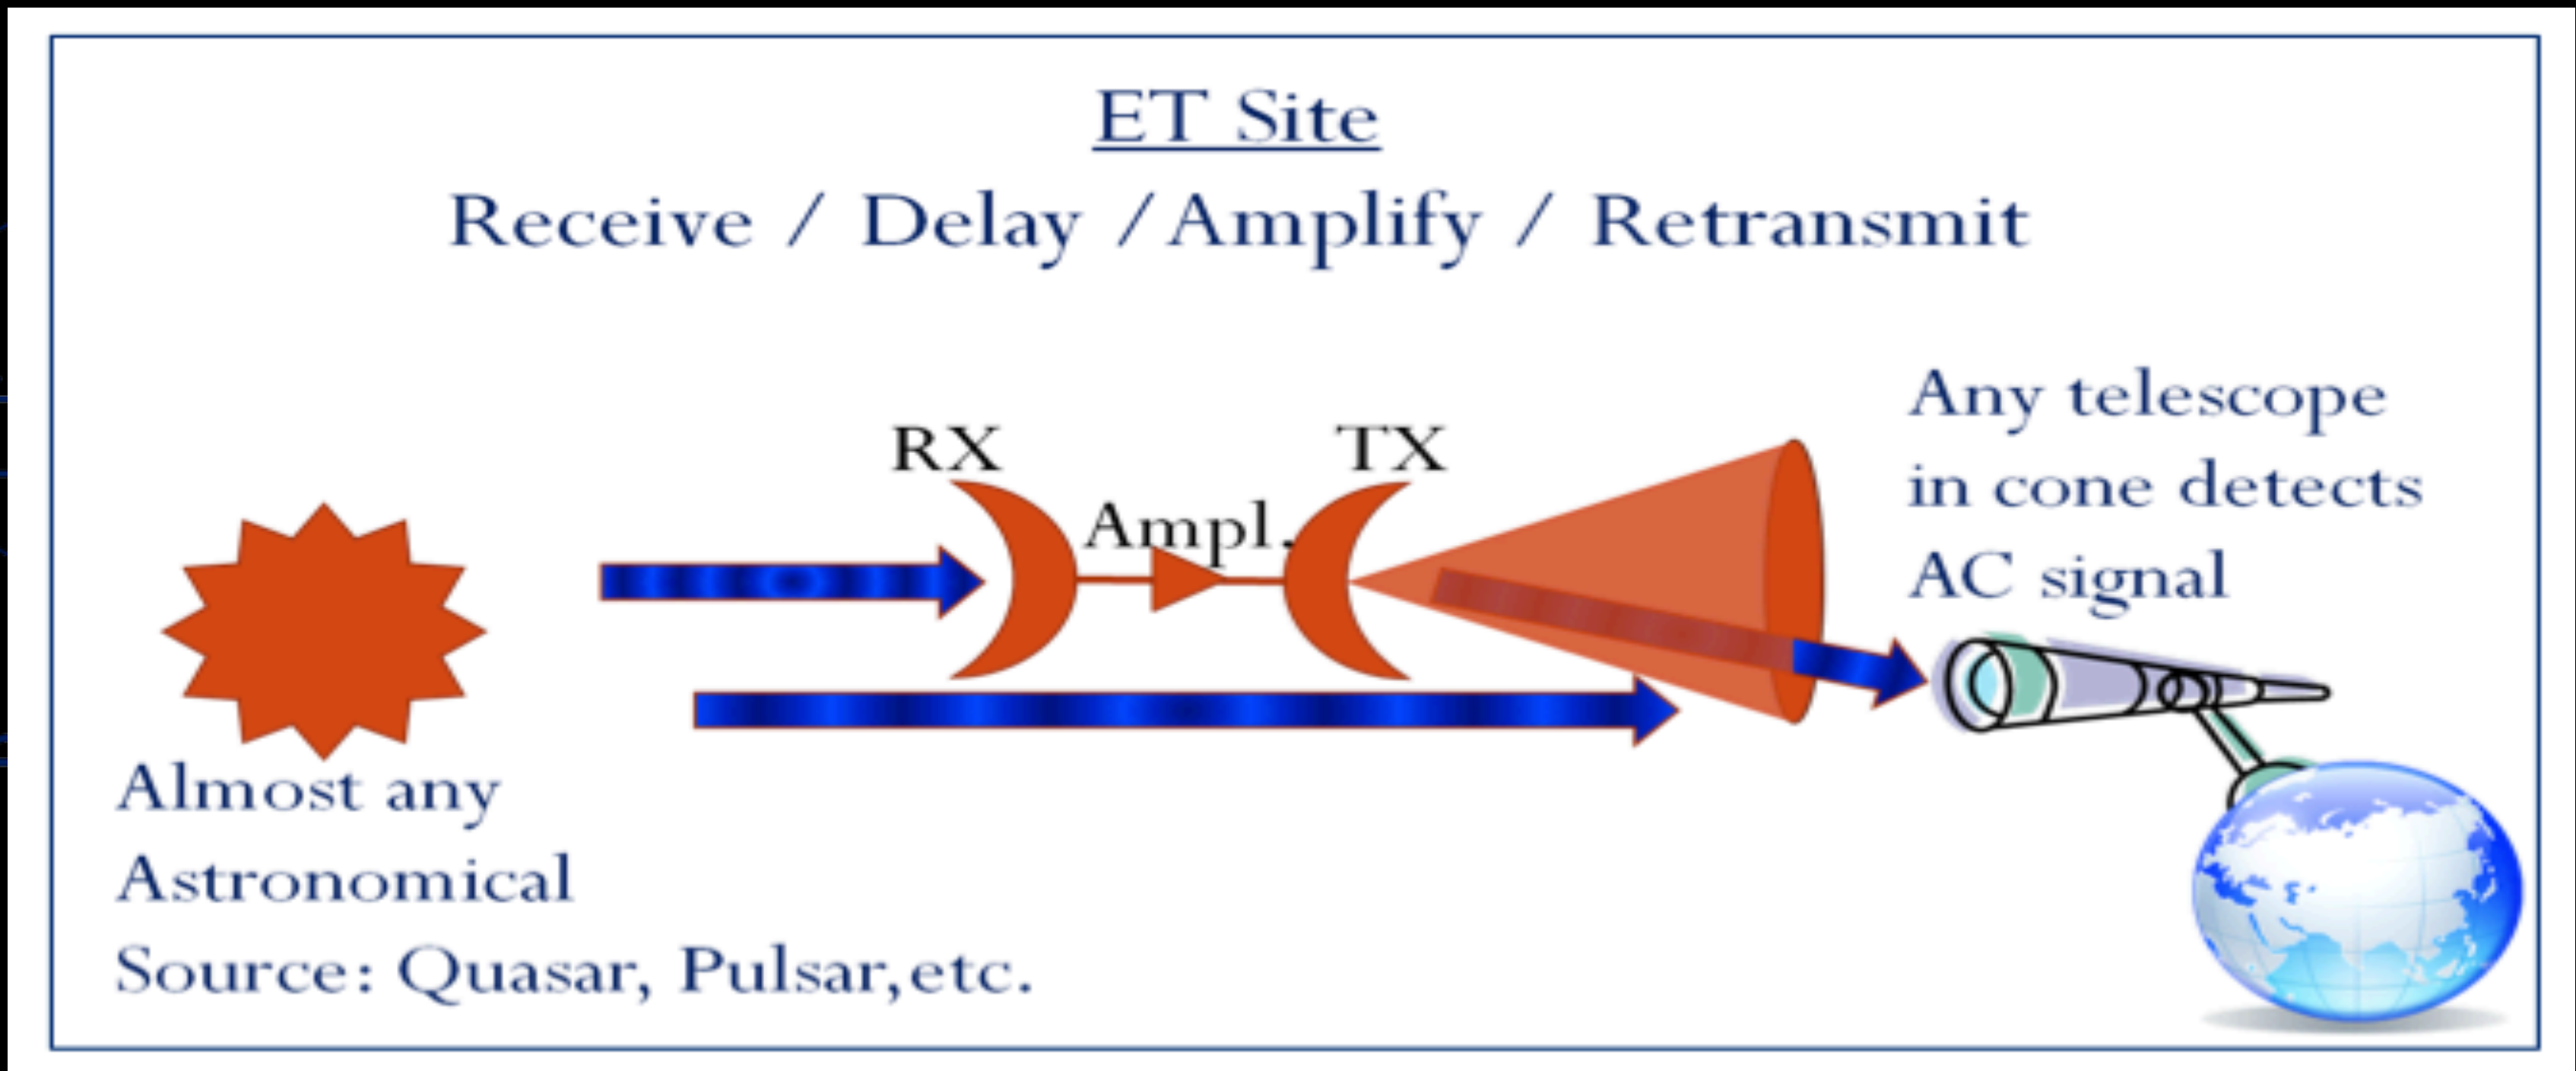 ET Site
Receive / Delay /Amplify / Retransmit
Any telescope
in cone detects
AC signal
RX
TX
Ampl.
Almost any
Astronomical
Source: Quasar, Pulsar,etc.